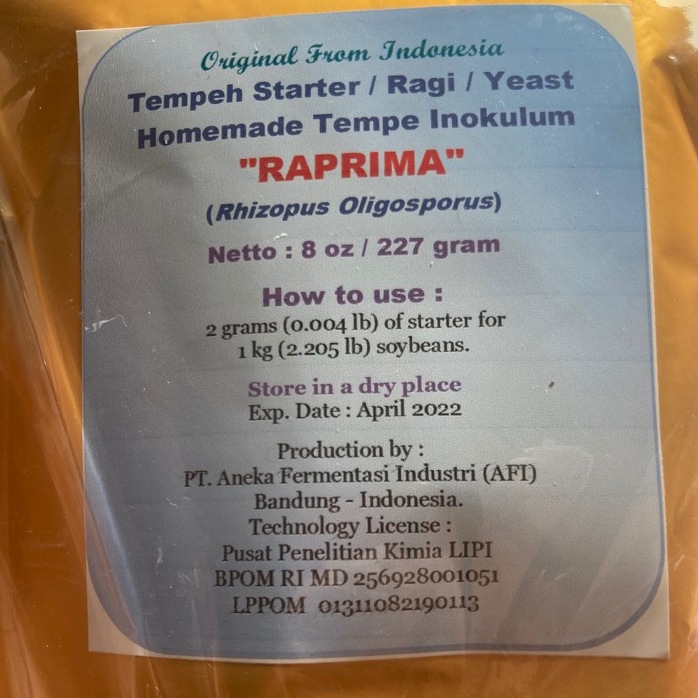 Original From Indonesia
Tempeh Starter / Ragi / Yeast
Homemade Tempe Inokulum
"RAPRIMA"
(Rhizopus Oligosporus)
Netto : 8 oz / 227 gram
How to use :
2 grams (0.004 lb) of starter for
1 kg (2.205 lb) soybeans.
Store in a dry place
Exp. Date : April 2022
Production by :
PT. Aneka Fermentasi Industri (AFI)
Bandung - Indonesia.
Technology License :
Pusat Penelitian Kimia LIPI
BPOM RI MD 256928001051
LPPOM 01311082190113